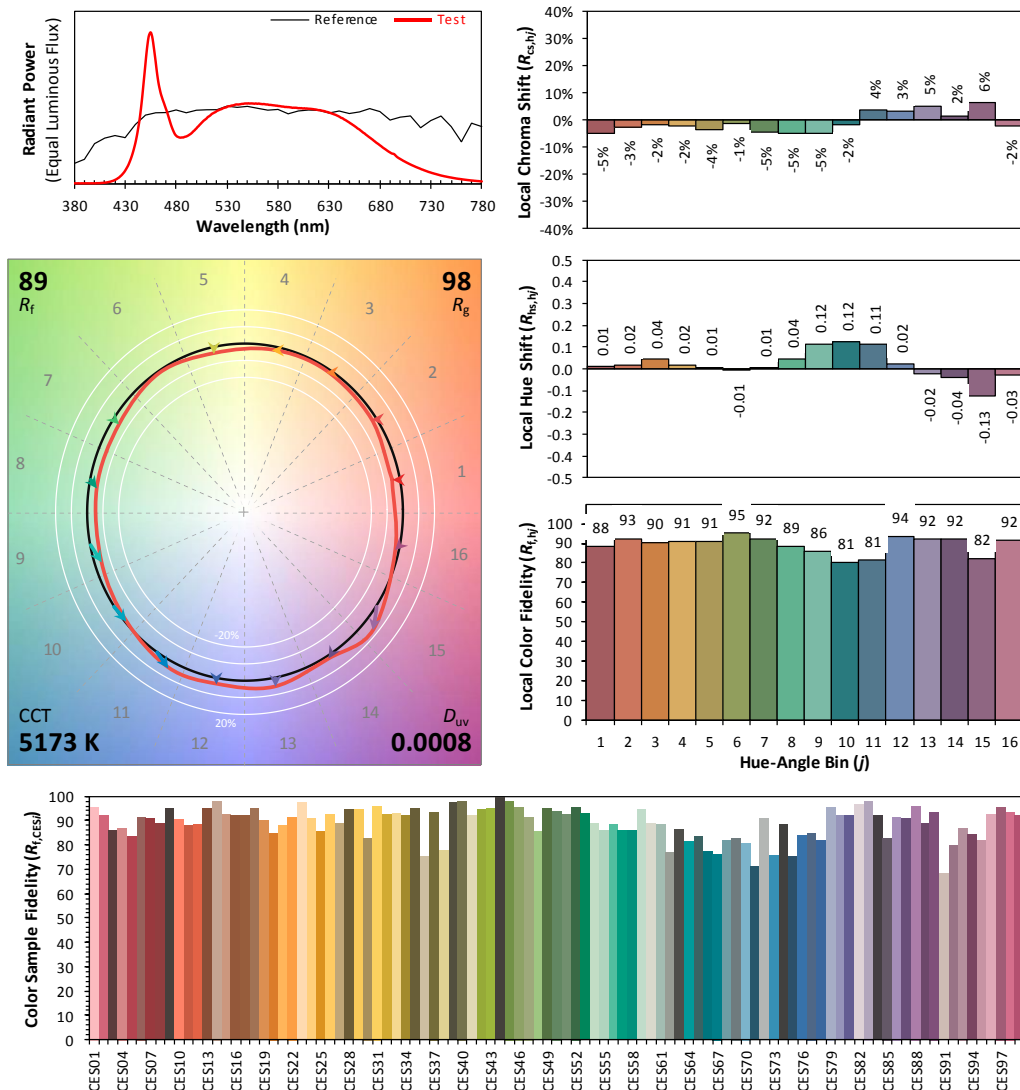 Reference
Test
Radiant Power
(Equal Luminous Flux)
380 430 480 530 580 630 680 730 780
Wavelength (nm)
Local Chroma Shift (Rcs,hj)
40%
30%
20%
10%
0%
-10%
-20%
-30%
-40%
-5% -3% -2% -2% -4% -1% -5% -5% -5% -2% 4% 3% 5% 2% 6% -2%
89
Rf
98
Rg
5 4 3 2 1 16 15 14 13 12 11 10 9 8 7 6
-20%
20%
CCT
5173 K
Duv
0.0008
Local Hue Shift (Rhs,hj)
0.5
0.4
0.3
0.2
0.1
0.0
-0.1
-0.2
-0.3
-0.4
-0.5
0.01 0.02 0.04 0.02 0.01 -0.01 0.01 0.04 0.12 0.12 0.11 0.02 -0.02 -0.04 -0.13 -0.03
Local Color Fidelity (Rf,hj)
100
90
80
70
60
50
40
30
20
10
0
88 93 90 91 91 95 92 89 86 81 81 94 92 92 82 92
1 2 3 4 5 6 7 8 9 10 11 12 13 14 15 16
Hue-Angle Bin (j)
Color Sample Fidelity (Rf,CESi)
100
90
80
70
60
50
40
30
20
10
0
CES01 CES04 CES07 CES10 CES13 CES16 CES19 CES22 CES25 CES28 CES31 CES34 CES37 CES40 CES43 CES46 CES49 CES52 CES55 CES58 CES61 CES64 CES67 CES70 CES73 CES76 CES79 CES82 CES85 CES88 CES91 CES94 CES97